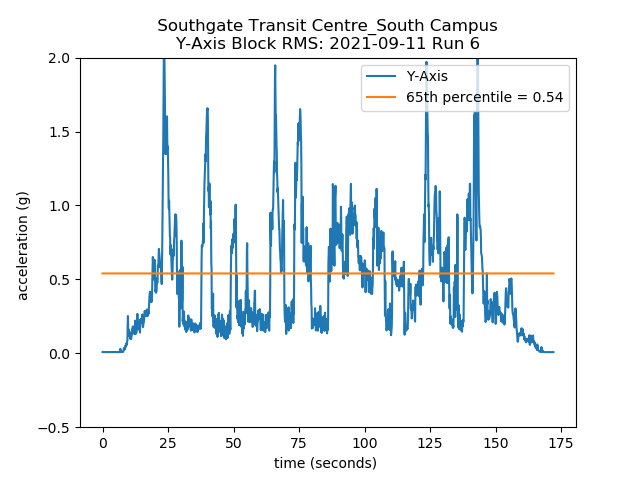 Southgate Transit Centre_South Campus
Y-Axis Block RMS: 2021-09-11 Run 6
Y-Axis
65th percentile = 0.54
acceleration (g)
2.0
1.5
1.0
0.5
0.0
−0.5
0 25 50 75 100 125 150 175
time (seconds)